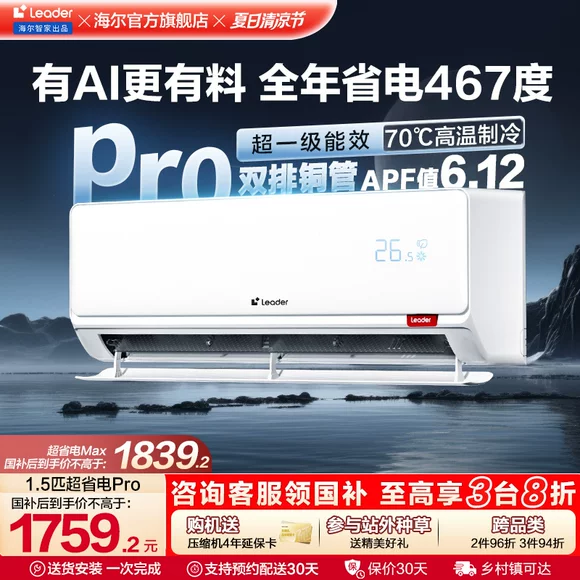 Leader
海尔智家出品
×海尔官方旗舰店×夏日清凉节
有AI更有料 全年省电467度
Pro
超一级能效
70℃高温制冷
双排铜管 APF值6.12
26.5
Leader
Leader
超省电Max
国补后到手价不高于:
1839.2
1.5匹超省电Pro
国补后到手价不高于:
1759.2元
咨询客服领国补 至高享3台8折
购机送
压缩机4年延保卡
参与站外种草
送精美好礼
跨品类
2件96折 3件94折
送货安装 一次完成
支持预约配送30天
保价30天
乡村镇可达